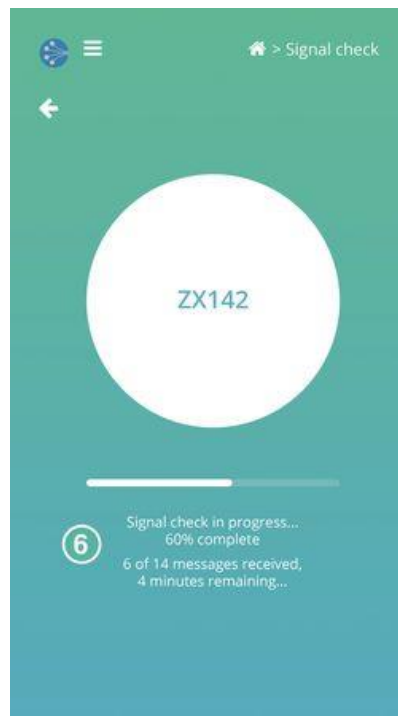 > Signal check
ZX142
Signal check in progress...
60% complete
6
6 of 14 messages received,
4 minutes remaining...